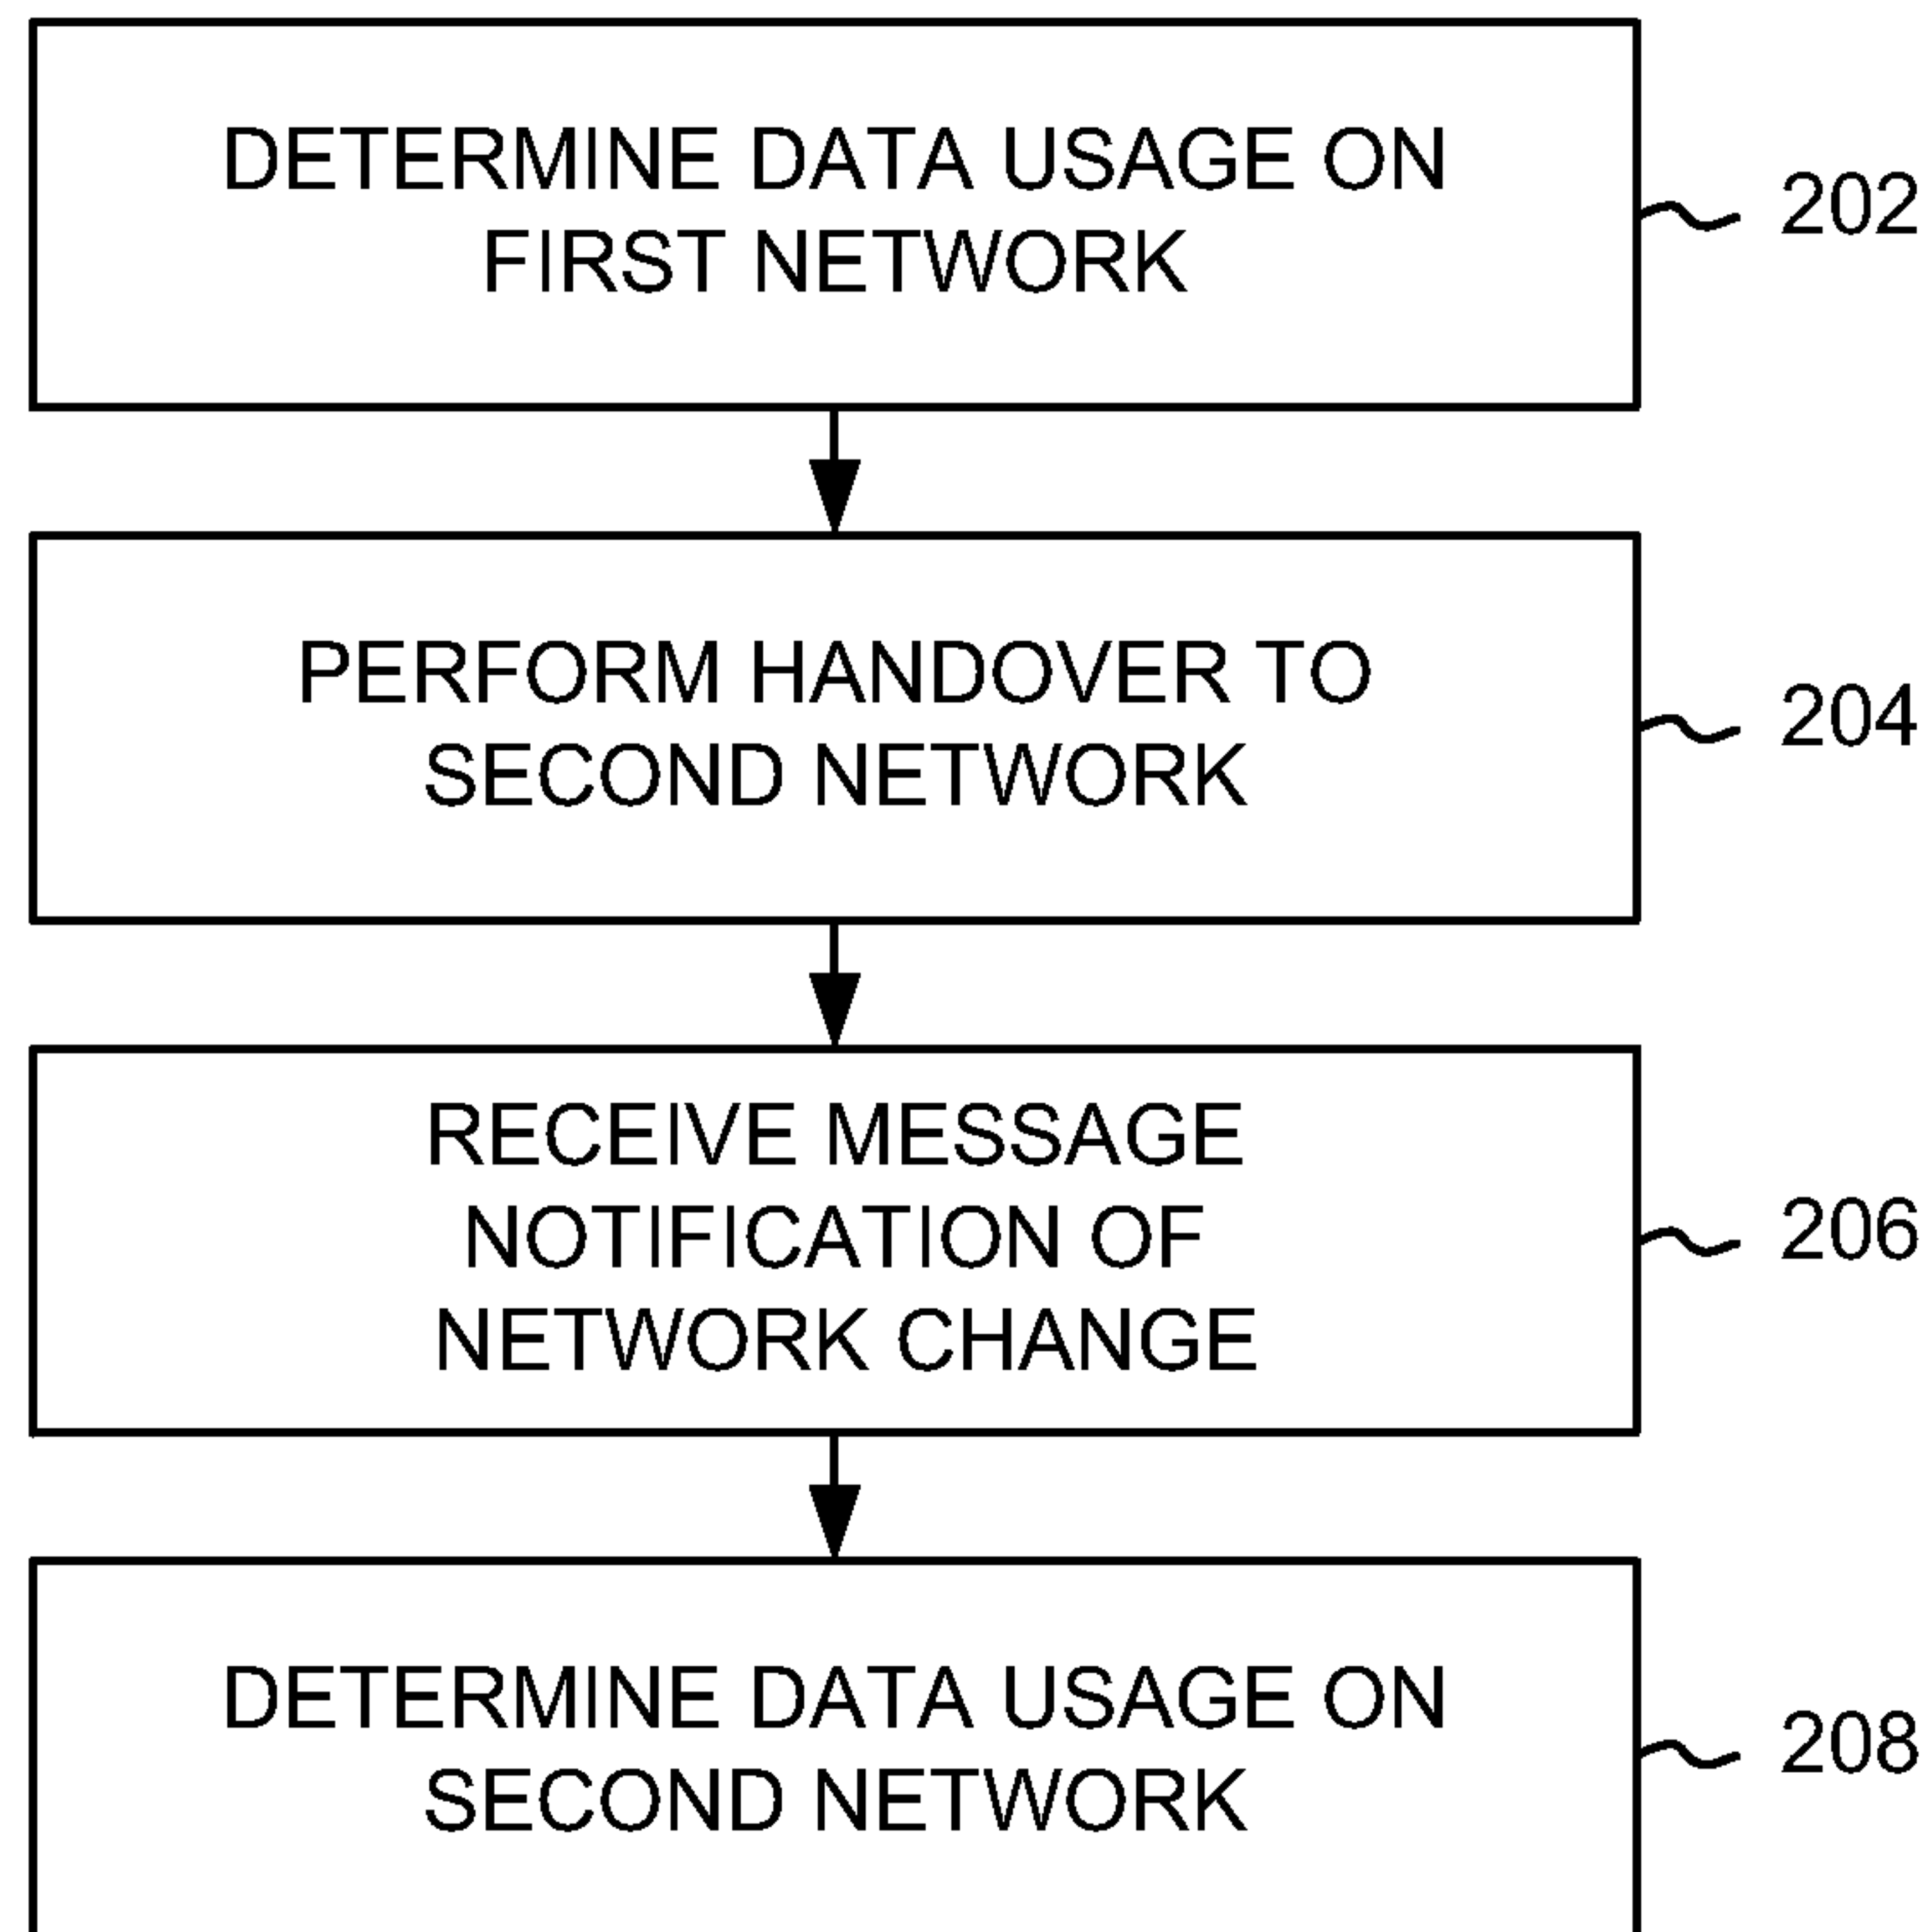 DETERMINE DATA USAGE ON
FIRST NETWORK
202
PERFORM HANDOVER TO
SECOND NETWORK
204
RECEIVE MESSAGE
NOTIFICATION OF
NETWORK CHANGE
206
DETERMINE DATA USAGE ON
SECOND NETWORK
208